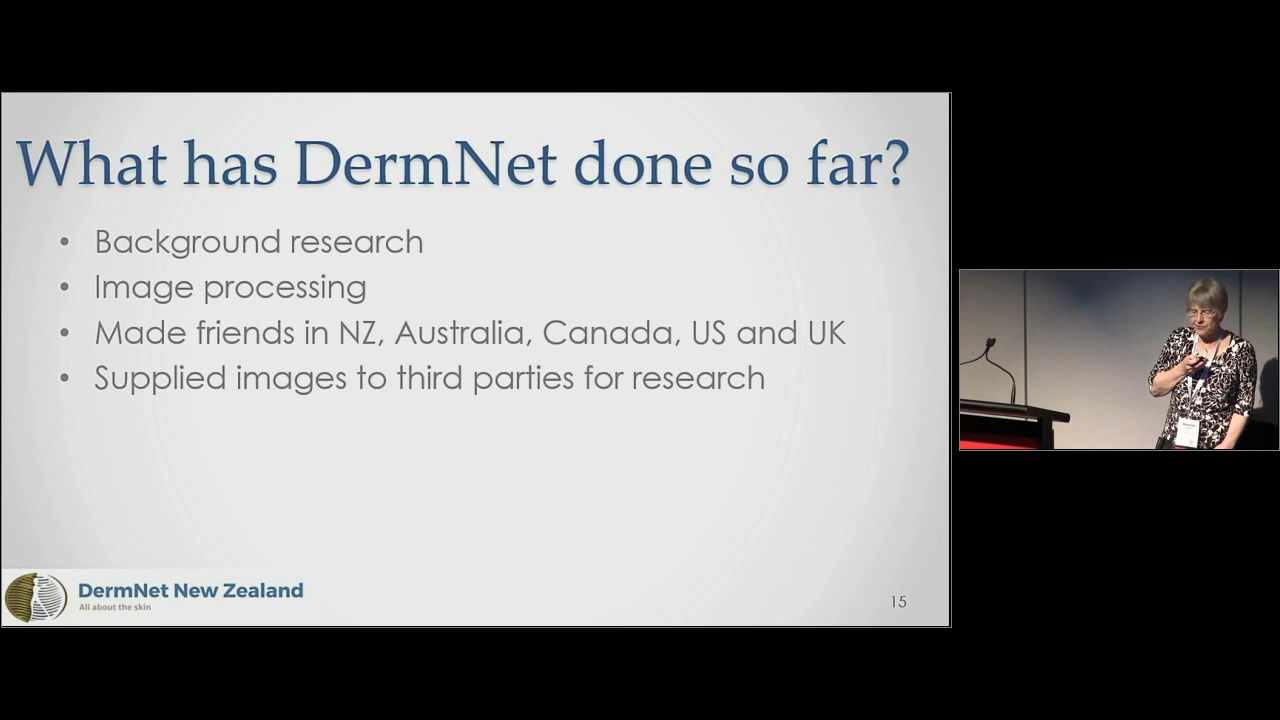 What has DermNet done so far?
• Background research
• Image processing
• Made friends in NZ, Australia, Canada, US and UK
• Supplied images to third parties for research
DermNet New Zealand
All about the skin
15